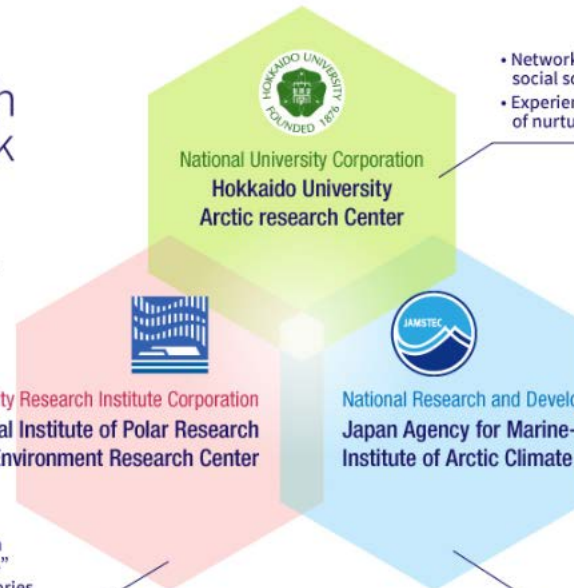 k
Network
social sc
• Experien
of nurtu
HOKKAIDO UNIVERSITY
FOUNDED 1876
National University Corporation
Hokkaido University
Arctic research Center
JAMSTEC
ty Research Institute Corporation
al Institute of Polar Research
Environment Research Center
National Research and Develo
Japan Agency for Marine-
Institute of Arctic Climate